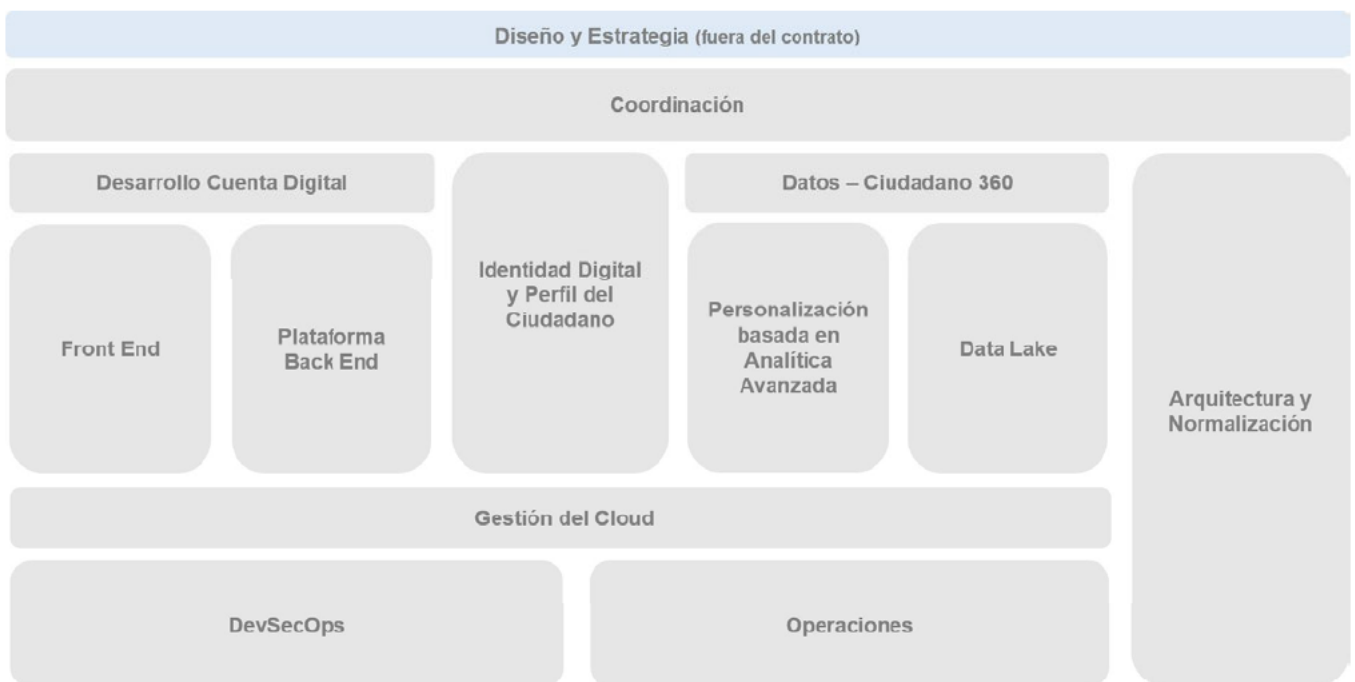 Diseño y Estrategia (fuera del contrato)
Coordinación
Desarrollo Cuenta Digital
Datos – Ciudadano 360
Front End
Plataforma
Back End
Identidad Digital
y Perfil del
Ciudadano
Personalización
basada en
Analítica
Avanzada
Data Lake
Arquitectura y
Normalización
Gestión del Cloud
DevSecOps
Operaciones